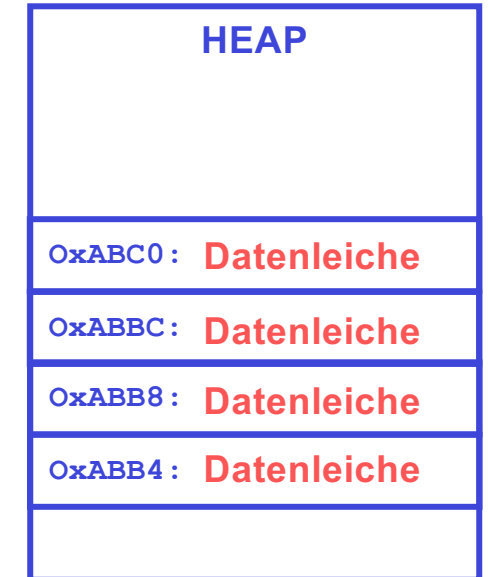 HEAP
OxABC0: Datenleiche
OxABBC: Datenleiche
OxABB8: Datenleiche
OxABB4: Datenleiche